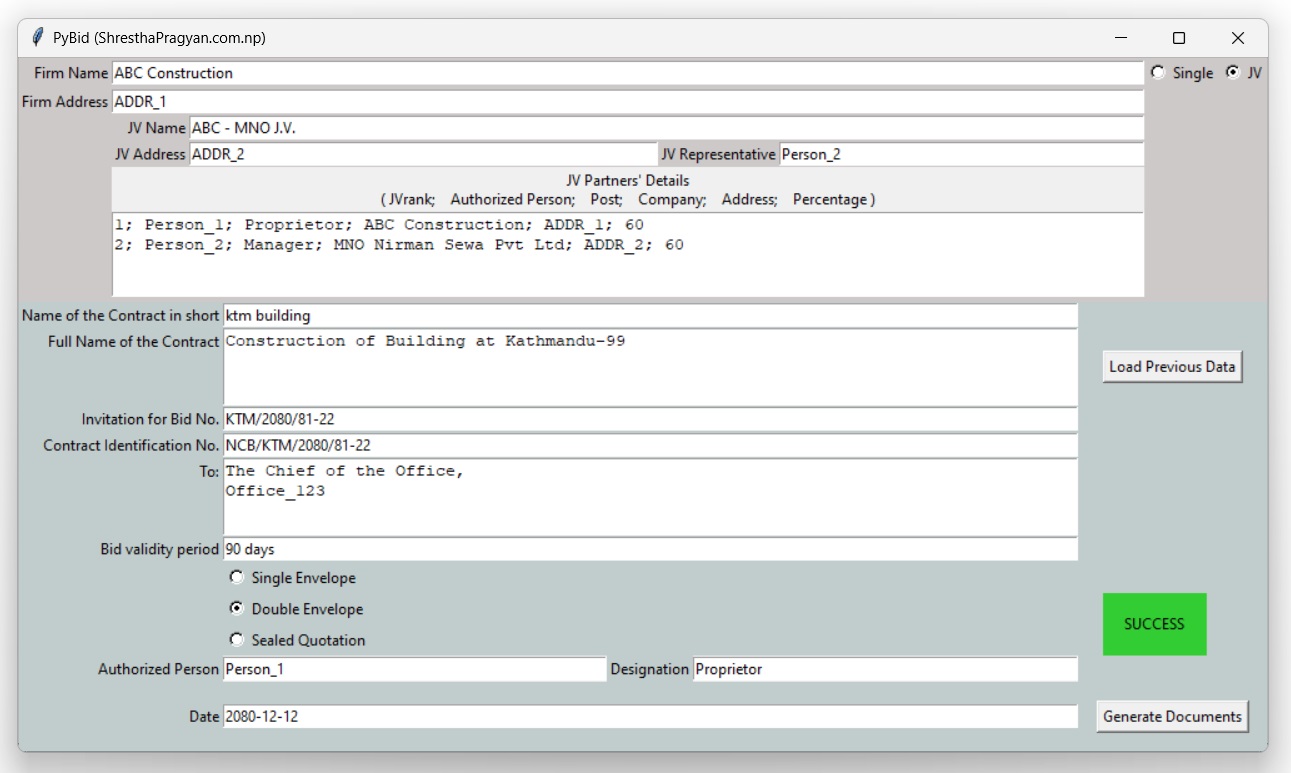 PyBid (ShresthaPragyan.com.np)
Firm Name ABC Construction Single JV
Firm Address ADDR_1
JV Name ABC - MNO J.V.
JV Address ADDR_2 JV Representative Person_2
JV Partners' Details
( JVrank; Authorized Person; Post; Company; Address; Percentage )
1; Person_1; Proprietor; ABC Construction; ADDR_1; 60
2; Person_2; Manager; MNO Nirman Sewa Pvt Ltd; ADDR_2; 60
Name of the Contract in short ktm building
Full Name of the Contract Construction of Building at Kathmandu-99
Load Previous Data
Invitation for Bid No. KTM/2080/81-22
Contract Identification No. NCB/KTM/2080/81-22
To: The Chief of the Office,
Office_123
Bid validity period 90 days
Single Envelope
Double Envelope
SUCCESS
Sealed Quotation
Authorized Person Person_1 Designation Proprietor
Date 2080-12-12 Generate Documents